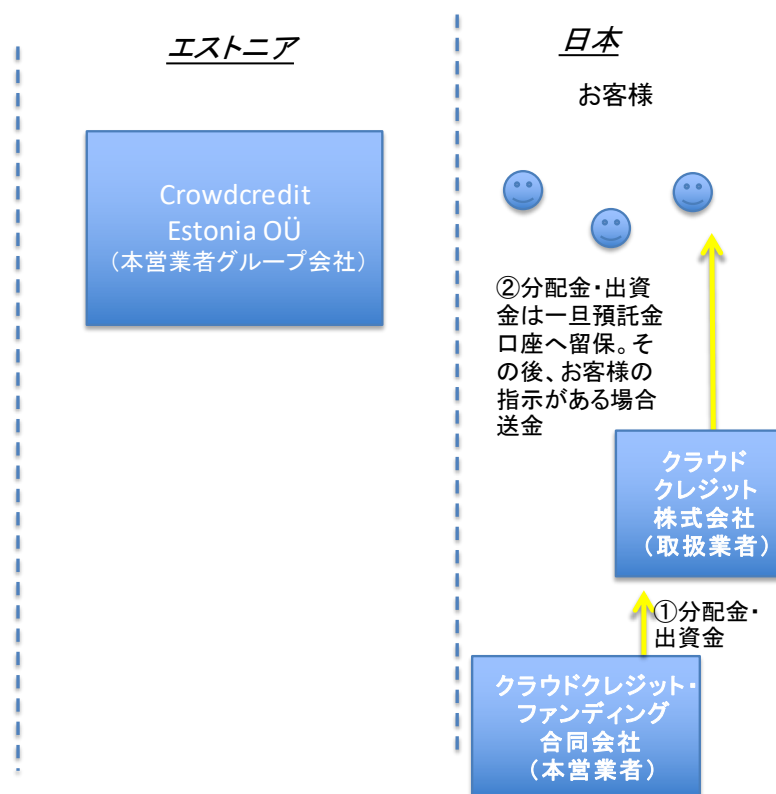 エストニア
日本
お客様
Crowdcredit
Estonia OÜ
（本営業者グループ会社）
②分配金・出資
金は一旦預託金
口座へ留保。そ
の後、お客様の
指示がある場合
送金
クラウド
クレジット
株式会社
（取扱業者）
①分配金・
出資金
クラウドクレジット・
ファンディング
合同会社
（本営業者）